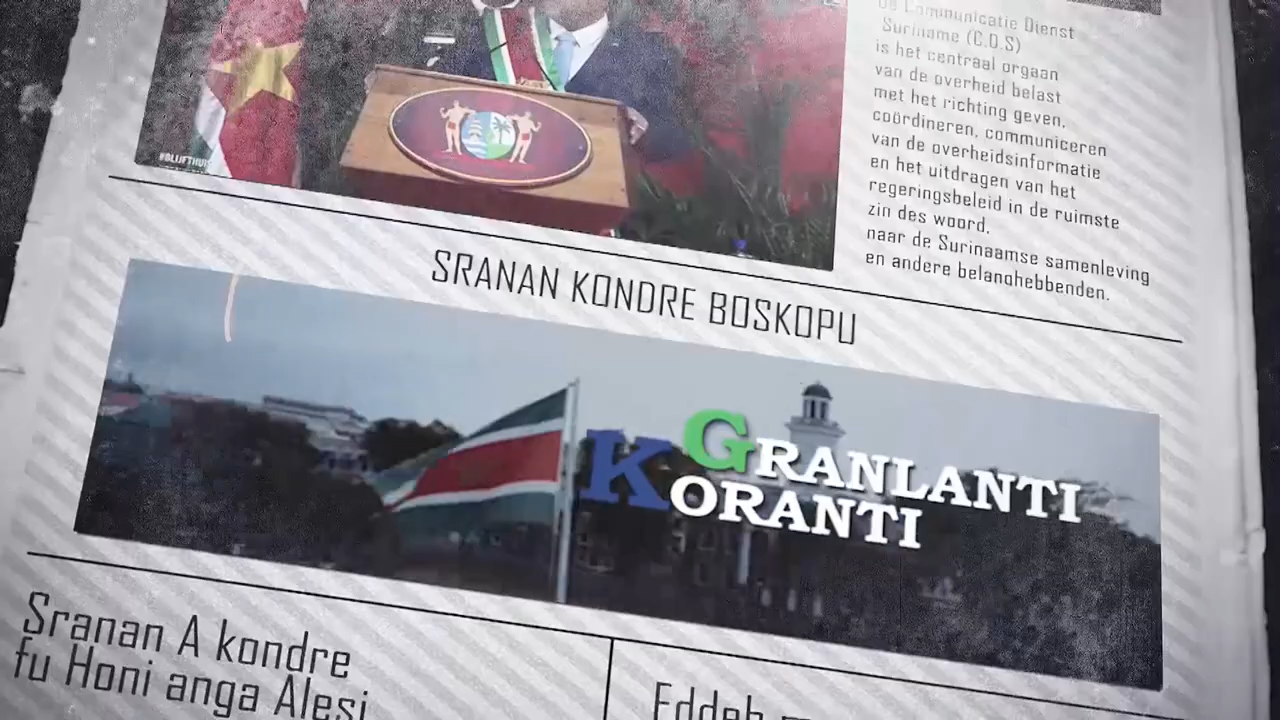 De Communicatie Dienst
Suriname (C.D.S)
is het centraal orgaan
van de overheid belast
met het richting geven,
coördineren, communiceren
van de overheidsinformatie
en het uitdragen van het
regeringsbeleid in de ruimste
zin des woord,
naar de Surinaamse samenleving
en andere belanghebbenden.
#BLIJFTHUIS
SRANAN KONDRE BOSKOPU
GRANLANTI
KORANTI
Sranan A kondre
fu Honi anga Alesi